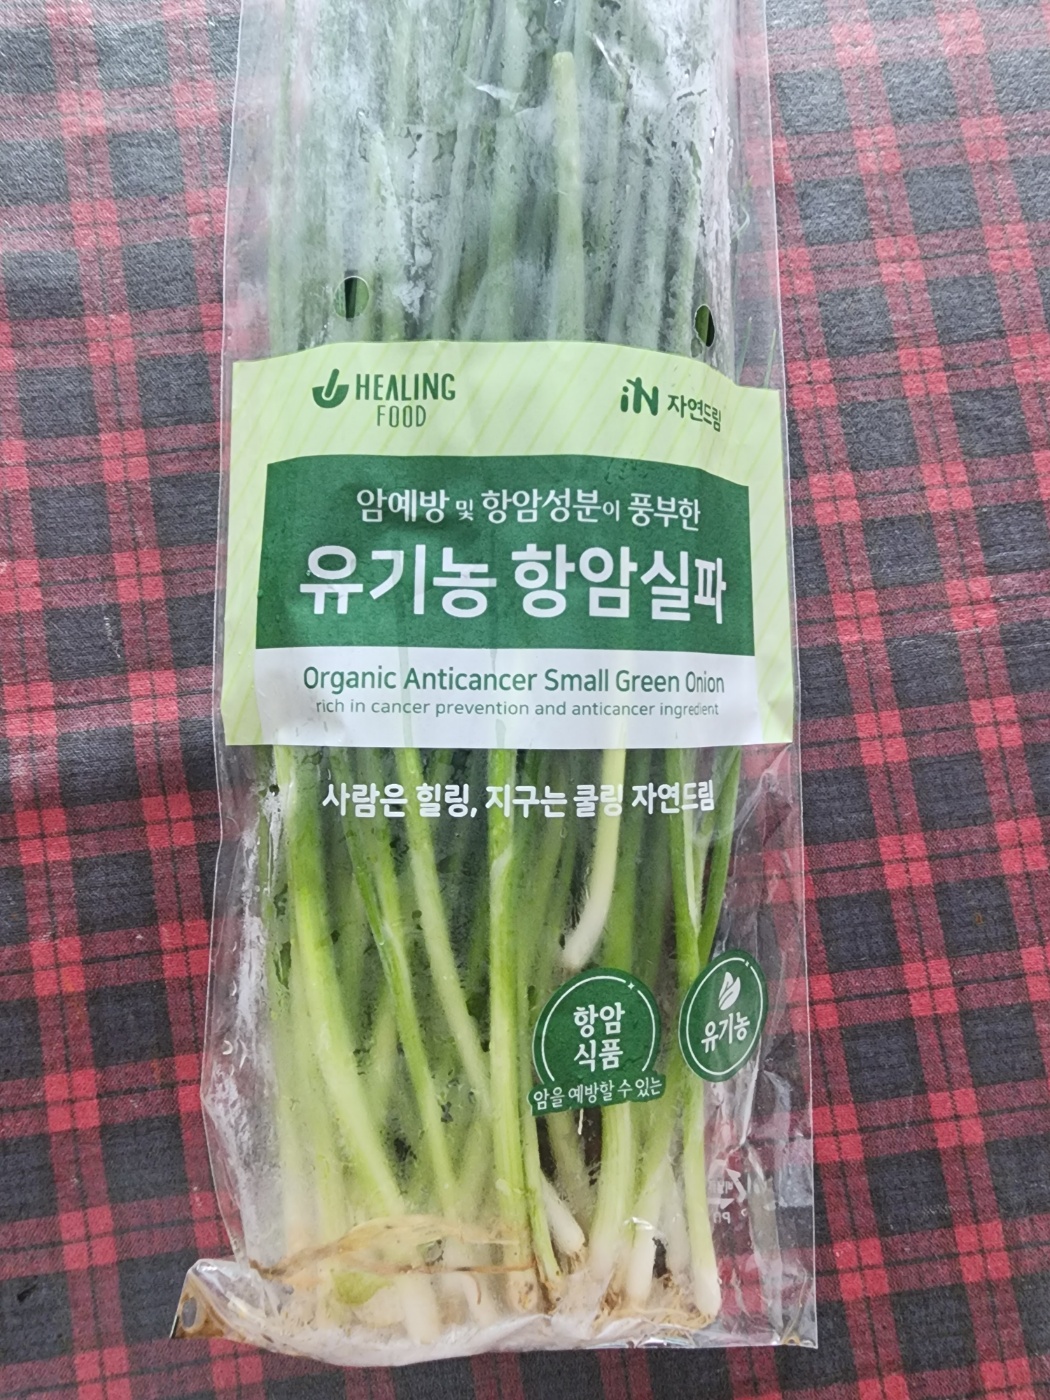 HEALING
FOOD
iN 자연드림
암예방 및 항암성분이 풍부한
유기농 항암실파
Organic Anticancer Small Green Onion
rich in cancer prevention and anticancer ingredient
사람은 힐링, 지구는 쿨링 자연드림
항암
식품
암을 예방할 수 있는
유기농